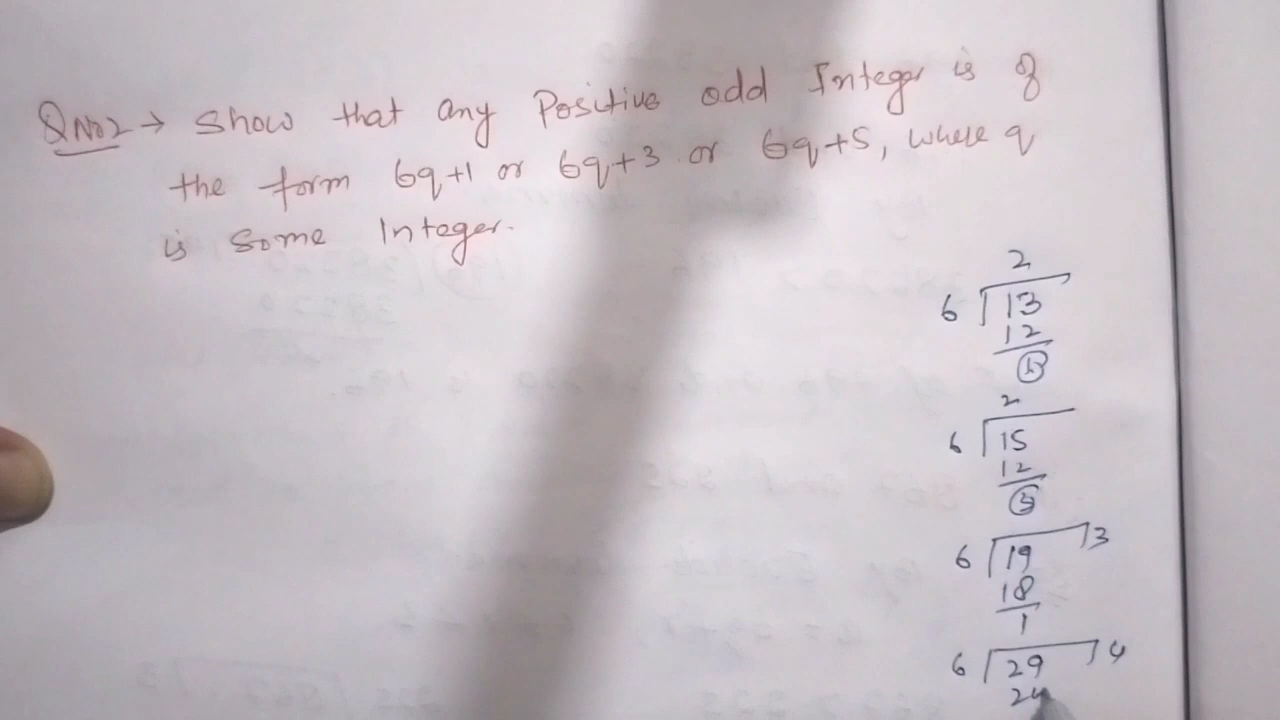 QNo2→ Show that any Positive odd Integer is of
the form 6q+1 or 6q+3 or 6q+5, where q
is some Integer.
2
6 13
12
2
6 15
12
3
6 19 3
18
1
6 29 4
24